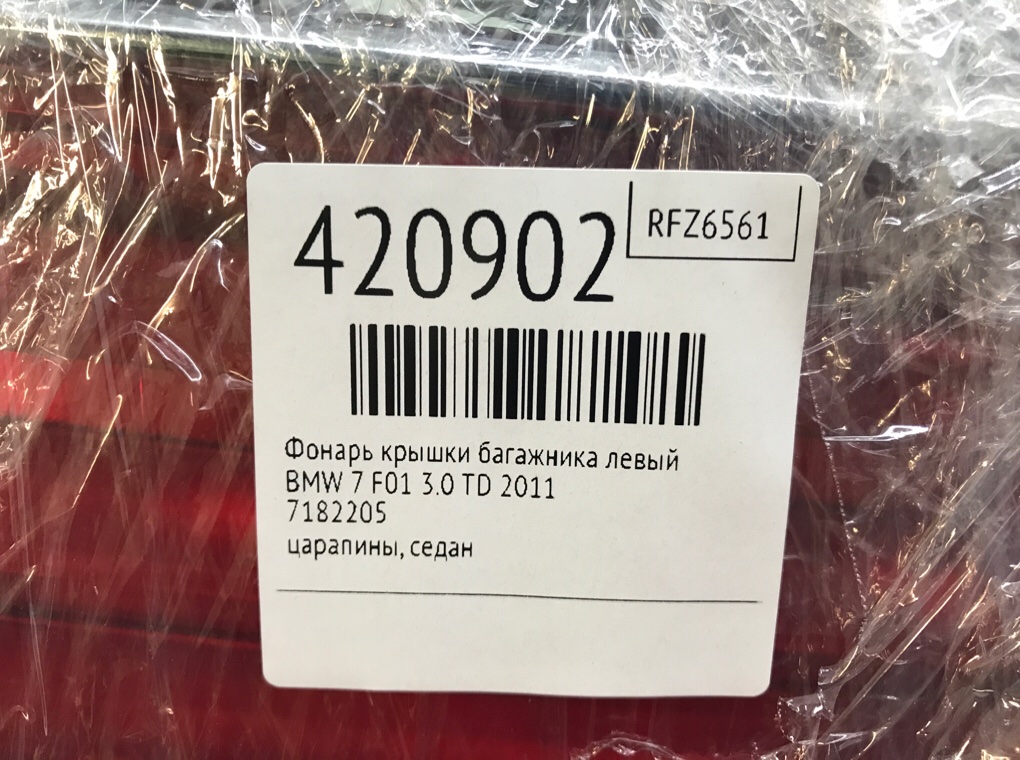 420902
RFZ6561
Фонарь крышки багажника левый
BMW 7 F01 3.0 TD 2011
7182205
царапины, седан